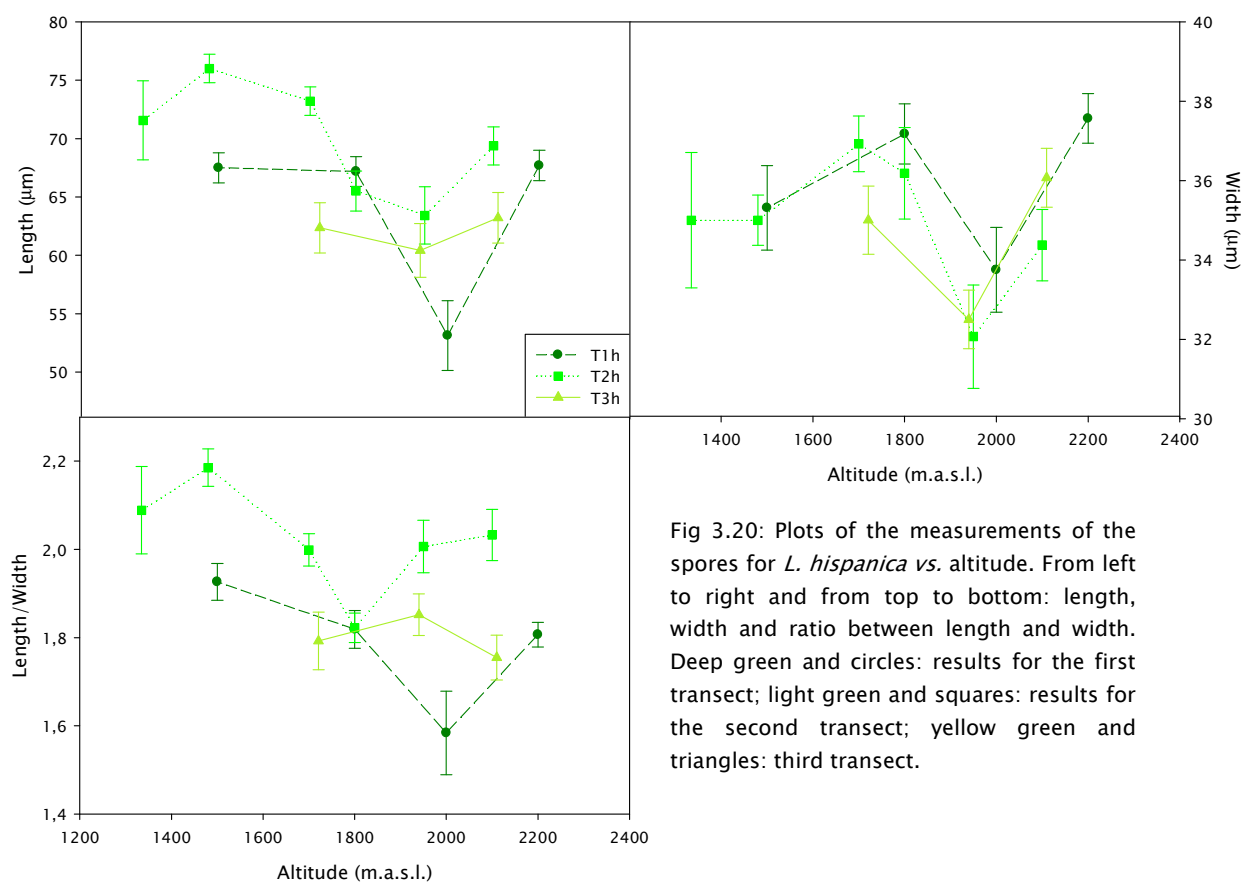 80
75
70
65
60
55
50
Length (µm)
T1h
T2h
T3h
40
38
36
34
32
30
Width (µm)
1400 1600 1800 2000 2200 2400
Altitude (m.a.s.l.)
2,2
2,0
1,8
1,6
1,4
Length/Width
1200 1400 1600 1800 2000 2200 2400
Altitude (m.a.s.l.)
Fig 3.20: Plots of the measurements of the
spores for L. hispanica vs. altitude. From left
to right and from top to bottom: length,
width and ratio between length and width.
Deep green and circles: results for the first
transect; light green and squares: results for
the second transect; yellow green and
triangles: third transect.